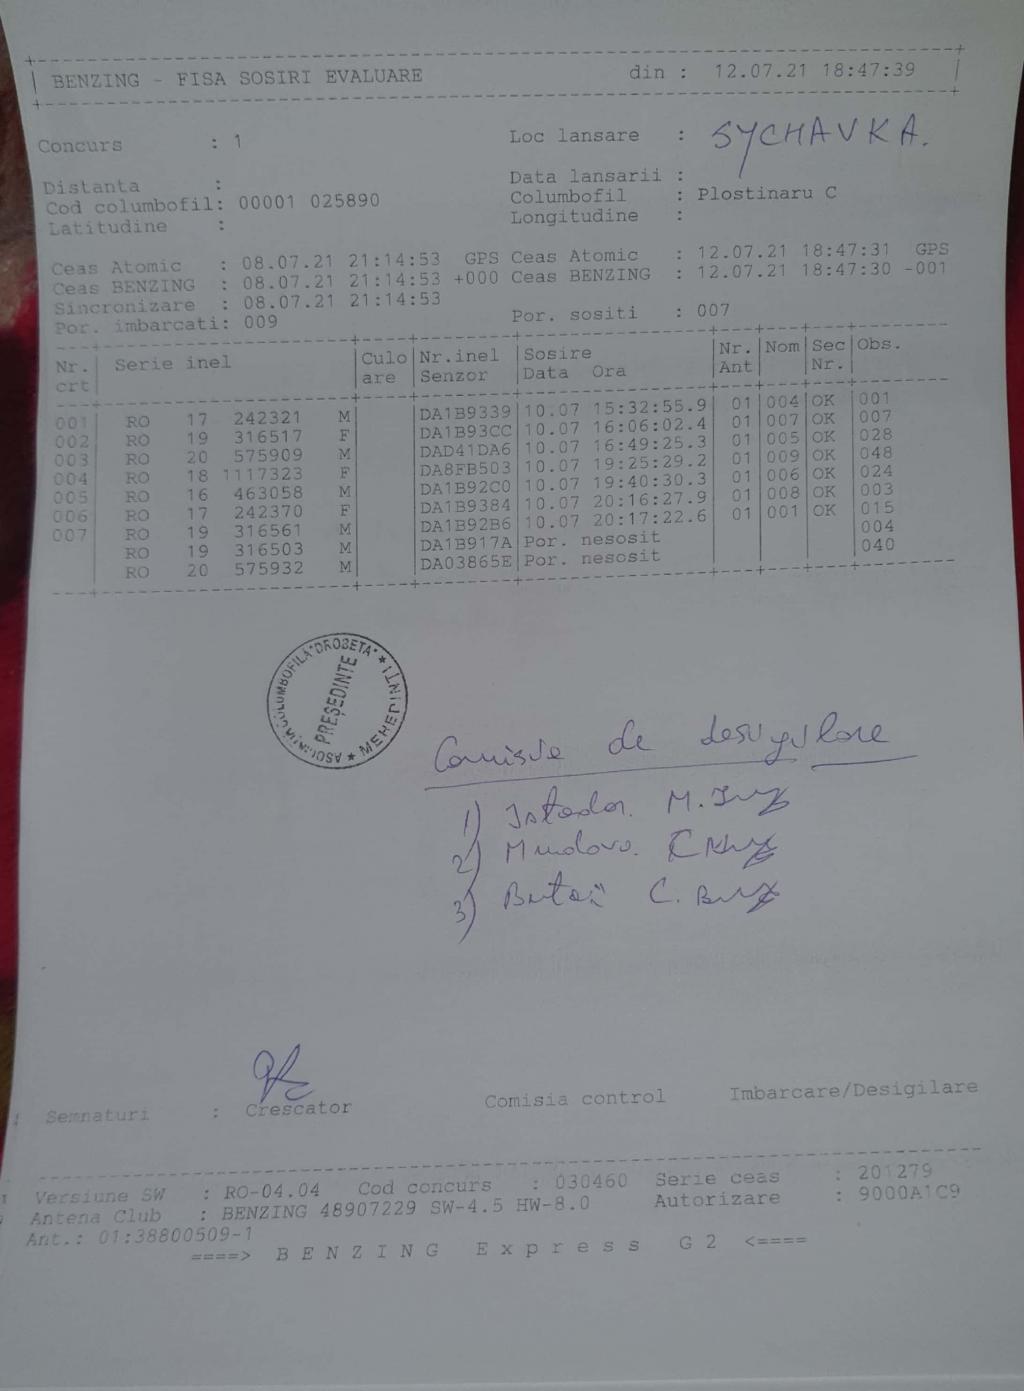 BENZING - FISA SOSIRI EVALUARE din : 12.07.21 18:47:39
Concurs : 1 Loc lansare : SYCHAVKA.
Distanta : Data lansarii :
Cod columbofil: 00001 025890 Columbofil : Plostinaru C
Latitudine : Longitudine :
Ceas Atomic : 08.07.21 21:14:53 GPS Ceas Atomic : 12.07.21 18:47:31 GPS
Ceas BENZING : 08.07.21 21:14:53 +000 Ceas BENZING : 12.07.21 18:47:30 -001
Sincronizare : 08.07.21 21:14:53
Por. imbarcati: 009 Por. sositi : 007
Nr. Serie inel Culo Nr.inel Sosire Nr. Nom Sec Obs.
crt are Senzor Data Ora Ant Nr.
001 RO 17 242321 M DA1B9339 10.07 15:32:55.9 01 004 OK 001
002 RO 19 316517 F DA1B93CC 10.07 16:06:02.4 01 007 OK 007
003 RO 20 575909 M DAD41DA6 10.07 16:49:25.3 01 005 OK 028
004 RO 18 1117323 F DA8FB503 10.07 19:25:29.2 01 009 OK 048
005 RO 16 463058 M DA1B92C0 10.07 19:40:30.3 01 006 OK 024
006 RO 17 242370 F DA1B9384 10.07 20:16:27.9 01 008 OK 003
007 RO 19 316561 M DA1B92B6 10.07 20:17:22.6 01 001 OK 015
RO 19 316503 M DA1B917A Por. nesosit 004
RO 20 575932 M DA03865E Por. nesosit 040
ASOCIATIA COLUMBOFILĂ "DROBETA" * MEHEDINȚI *
PREȘEDINTE
Comisie de desigilare
1) Istodor. M.
2) C
3) C.
Semnaturi : Crescator Comisia control Imbarcare/Desigilare
Versiune SW : RO-04.04 Cod concurs : 030460 Serie ceas : 201279
Antena Club : BENZING 48907229 SW-4.5 HW-8.0 Autorizare : 9000A1C9
Ant.: 01:38800509-1
====> B E N Z I N G E x p r e s s G 2 <====